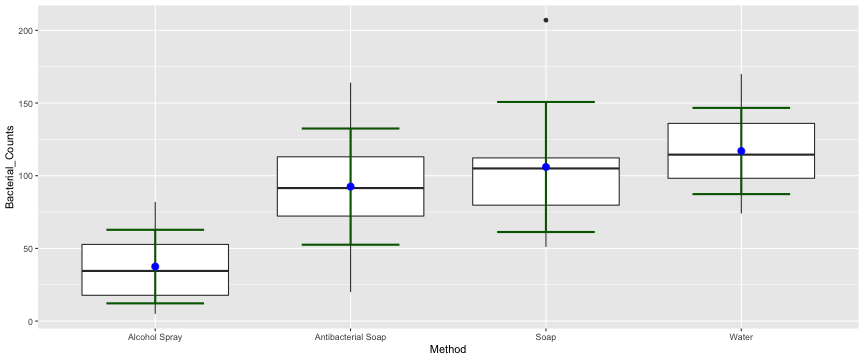 Bacterial_Counts
200
150
100
50
0
Alcohol Spray
Antibacterial Soap
Soap
Water
Method